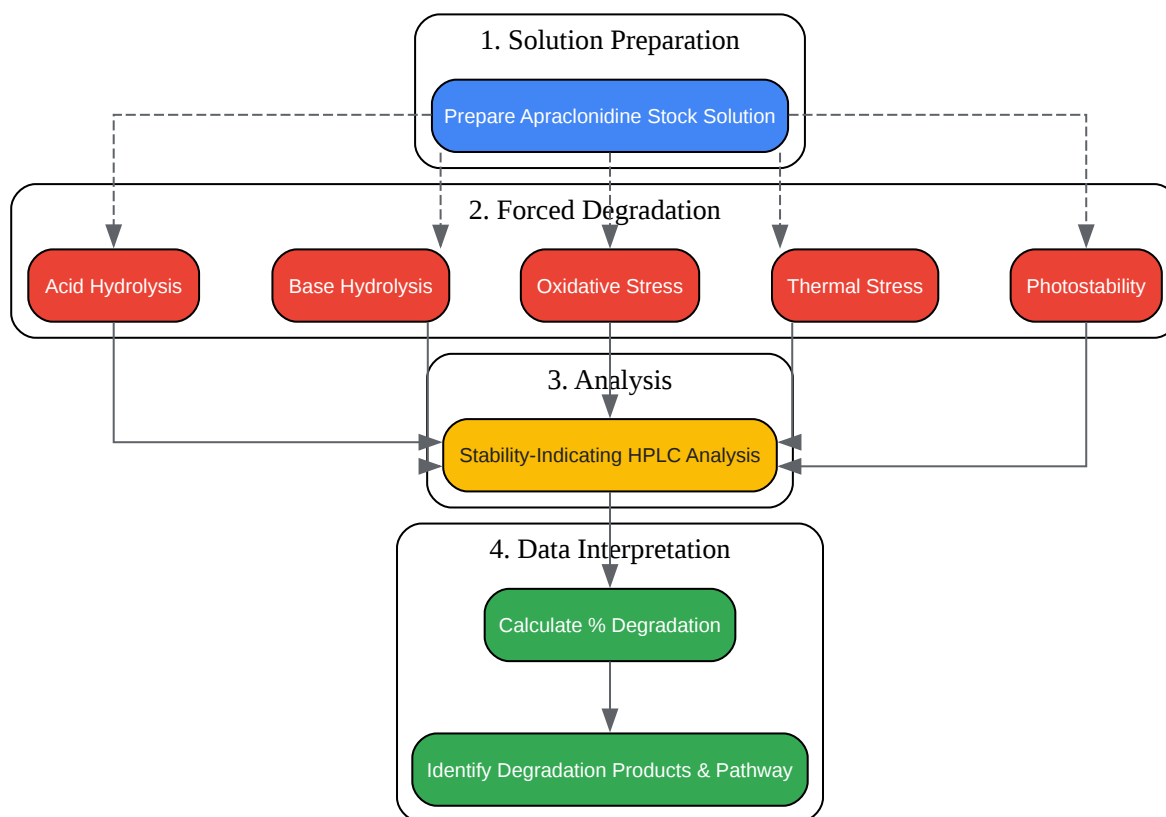 1. Solution Preparation
Prepare Apraclonidine Stock Solution
2. Forced Degradation
Acid Hydrolysis
Base Hydrolysis
Oxidative Stress
Thermal Stress
Photostability
3. Analysis
Stability-Indicating HPLC Analysis
4. Data Interpretation
Calculate % Degradation
Identify Degradation Products & Pathway